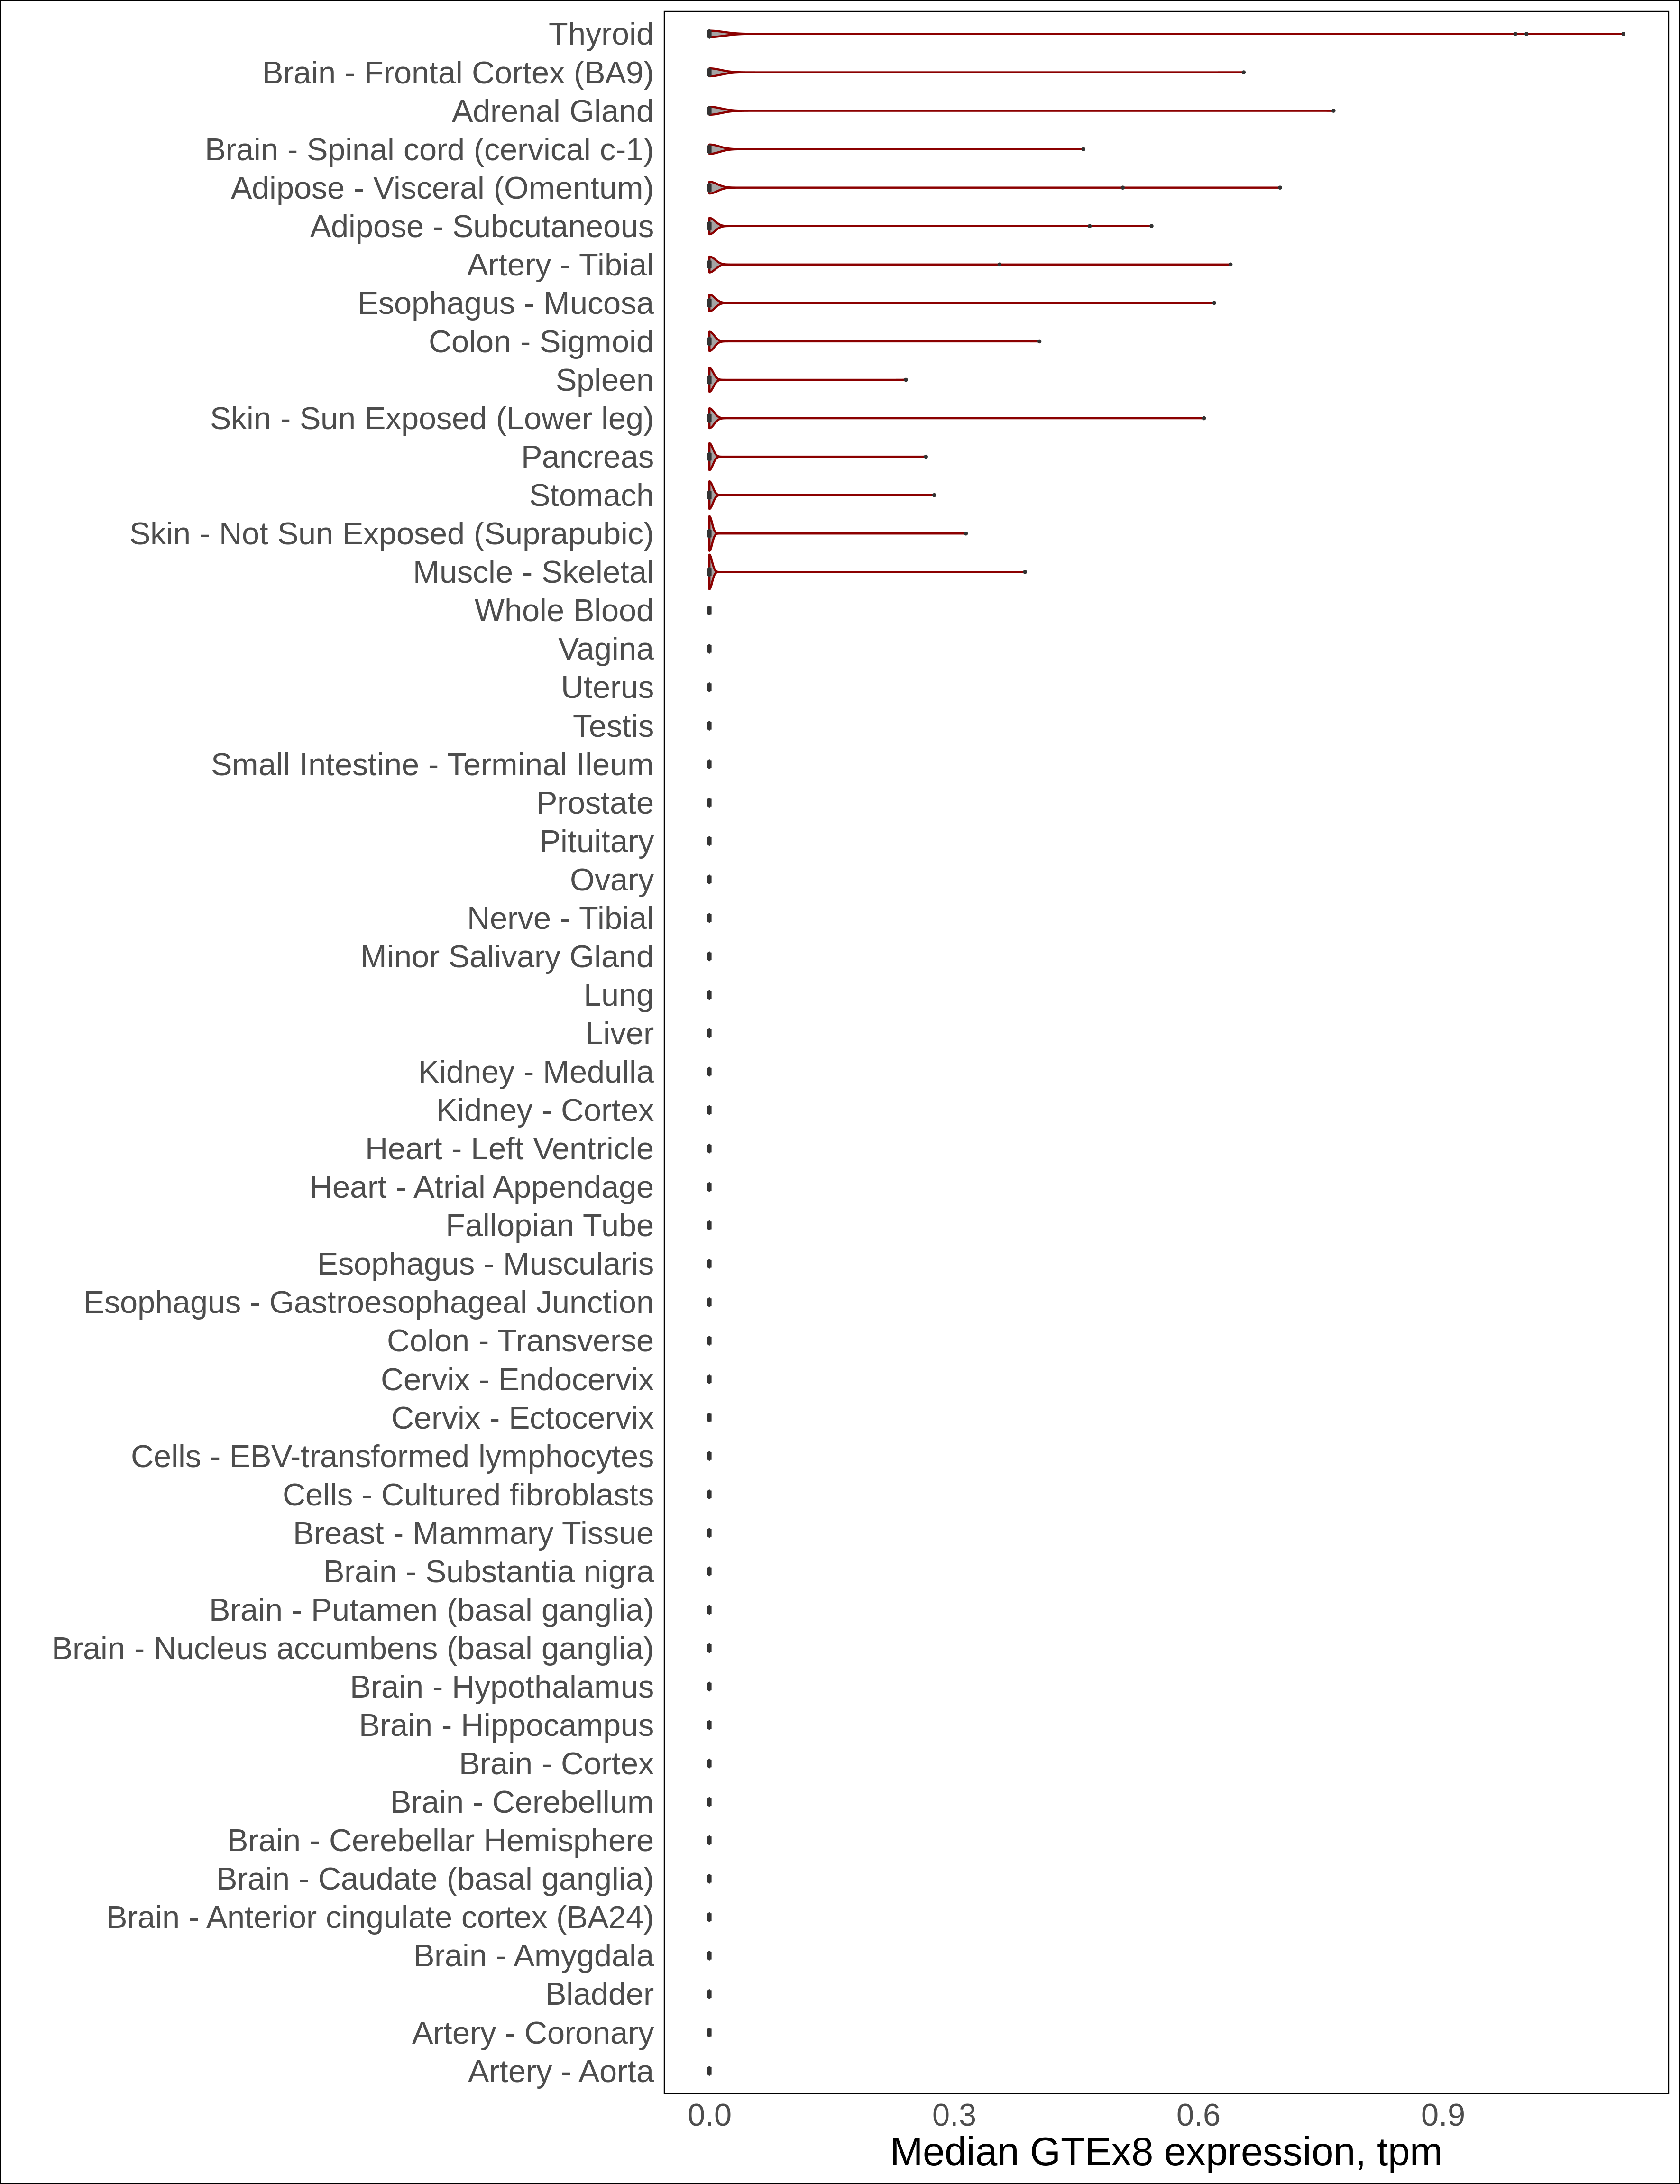 Thyroid
Brain - Frontal Cortex (BA9)
Adrenal Gland
Brain - Spinal cord (cervical c-1)
Adipose - Visceral (Omentum)
Adipose - Subcutaneous
Artery - Tibial
Esophagus - Mucosa
Colon - Sigmoid
Spleen
Skin - Sun Exposed (Lower leg)
Pancreas
Stomach
Skin - Not Sun Exposed (Suprapubic)
Muscle - Skeletal
Whole Blood
Vagina
Uterus
Testis
Small Intestine - Terminal Ileum
Prostate
Pituitary
Ovary
Nerve - Tibial
Minor Salivary Gland
Lung
Liver
Kidney - Medulla
Kidney - Cortex
Heart - Left Ventricle
Heart - Atrial Appendage
Fallopian Tube
Esophagus - Muscularis
Esophagus - Gastroesophageal Junction
Colon - Transverse
Cervix - Endocervix
Cervix - Ectocervix
Cells - EBV-transformed lymphocytes
Cells - Cultured fibroblasts
Breast - Mammary Tissue
Brain - Substantia nigra
Brain - Putamen (basal ganglia)
Brain - Nucleus accumbens (basal ganglia)
Brain - Hypothalamus
Brain - Hippocampus
Brain - Cortex
Brain - Cerebellum
Brain - Cerebellar Hemisphere
Brain - Caudate (basal ganglia)
Brain - Anterior cingulate cortex (BA24)
Brain - Amygdala
Bladder
Artery - Coronary
Artery - Aorta
0.0 0.3 0.6 0.9
Median GTEx8 expression, tpm